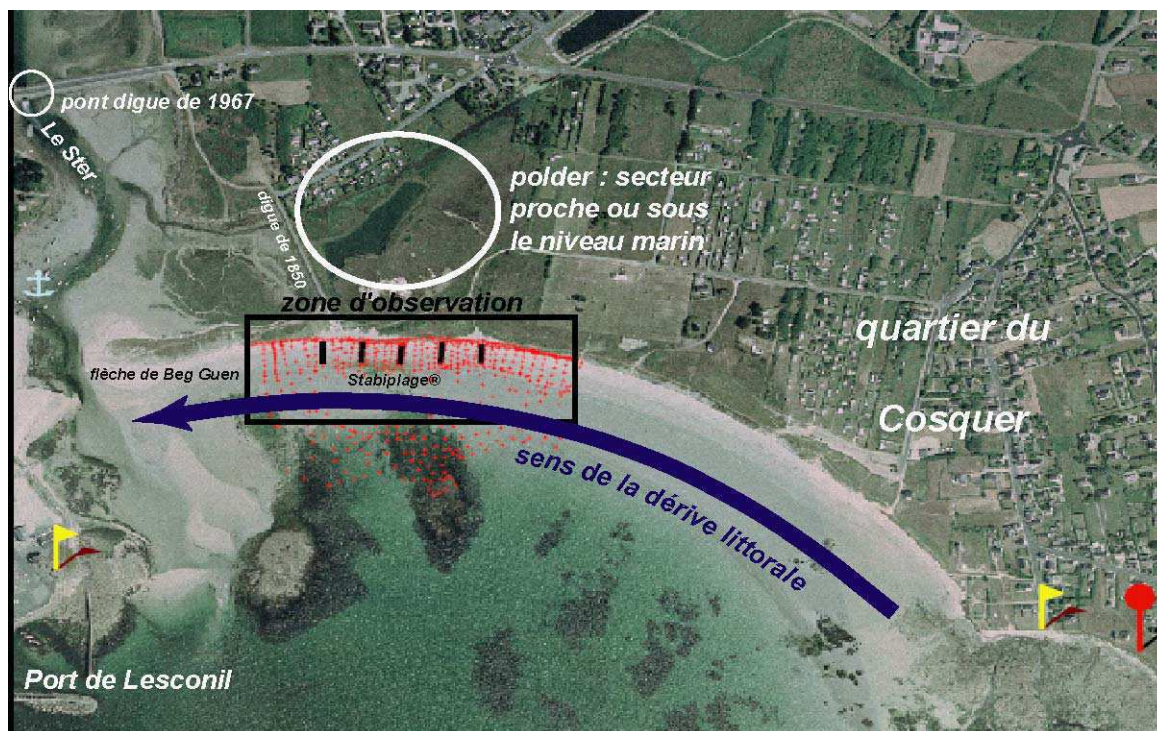 pont digue de 1967
Le Ster
digue de 1850
polder : secteur
proche ou sous
le niveau marin
zone d'observation
quartier du
Cosquer
flèche de Beg Guen
Stabiplage®
sens de la dérive littorale
Port de Lesconil